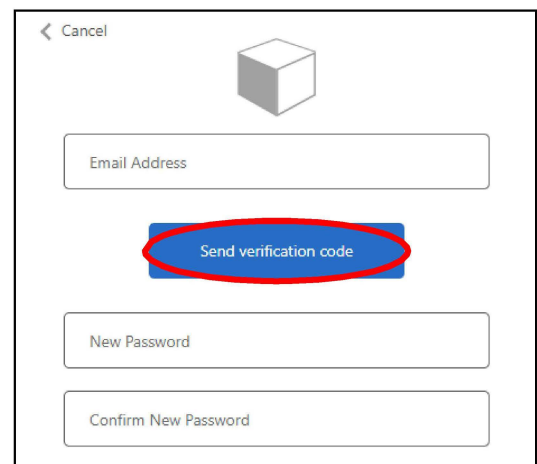 Cancel
Email Address
Send verification code
New Password
Confirm New Password